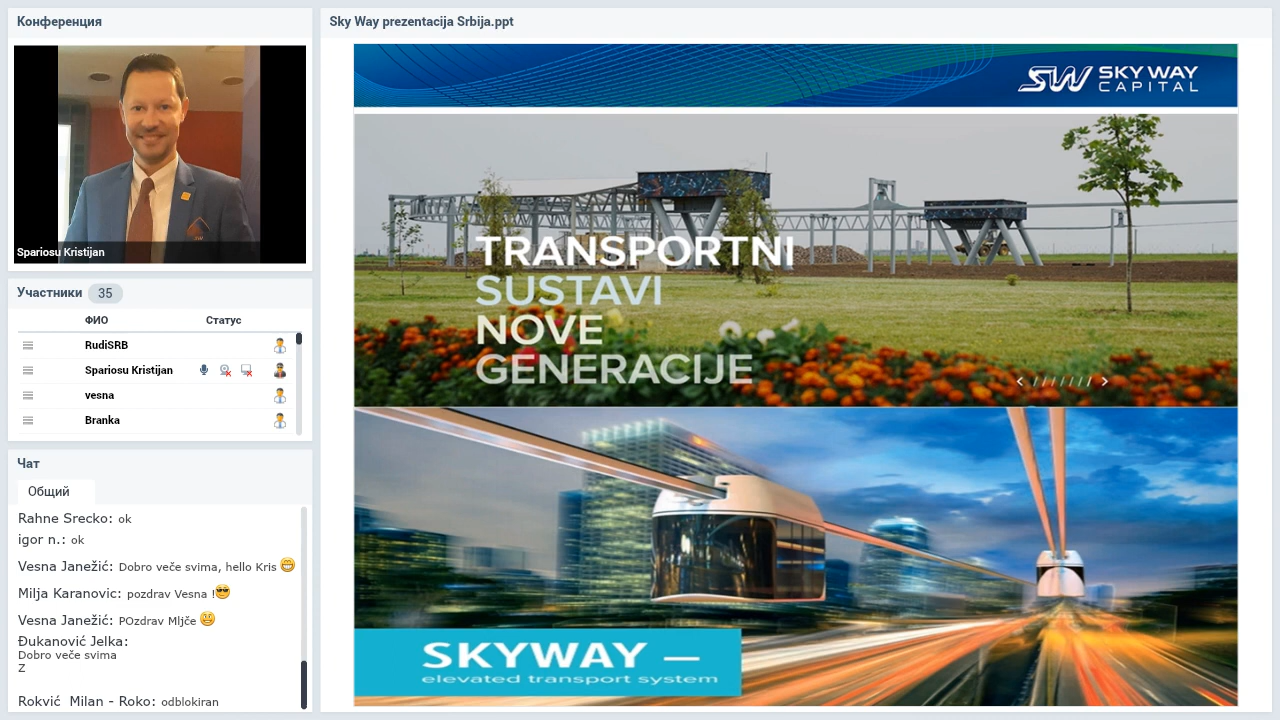 Конференция
Spariosu Kristijan
Участники 35
ФИО Статус
RudiSRB
Spariosu Kristijan
vesna
Branka
Чат
Общий
Rahne Srecko: ok
igor n.: ok
Vesna Janežić: Dobro veče svima, hello Kris
Milja Karanovic: pozdrav Vesna !
Vesna Janežić: POzdrav Mljče
Đukanović Jelka:
Dobro veče svima
Z
Rokvić Milan - Roko: odblokiran
Sky Way prezentacija Srbija.ppt
SW SKY WAY
CAPITAL
TRANSPORTNI
SUSTAVI
NOVE
GENERACIJE
SKYWAY —
elevated transport system